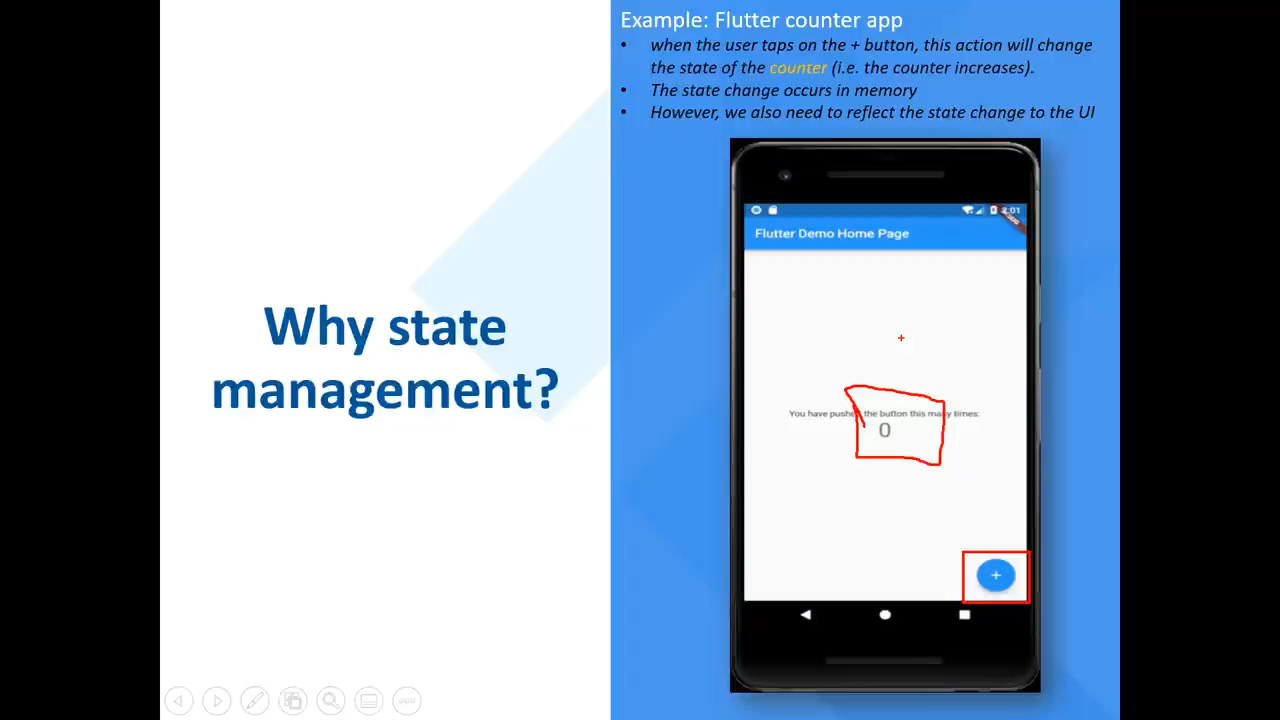 Why state
management?
Example: Flutter counter app
• when the user taps on the + button, this action will change
the state of the counter (i.e. the counter increases).
• The state change occurs in memory
• However, we also need to reflect the state change to the UI
2:01
Flutter Demo Home Page
You have pushed the button this many times:
0
+